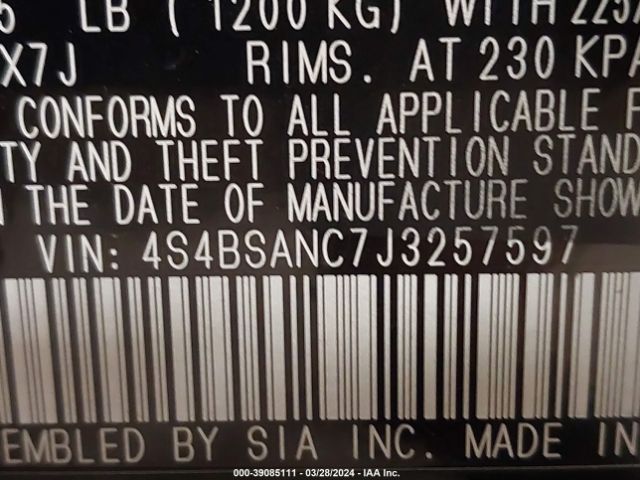 LB ( 1200 KG) WITH 225
X7J RIMS. AT 230 KPA
CONFORMS TO ALL APPLICABLE F
TY AND THEFT PREVENTION STAND
THE DATE OF MANUFACTURE SHOW
VIN: 4S4BSANC7J3257597
EMBLED BY SIA INC. MADE IN
000-39085111 - 03/28/2024 - IAA Inc.